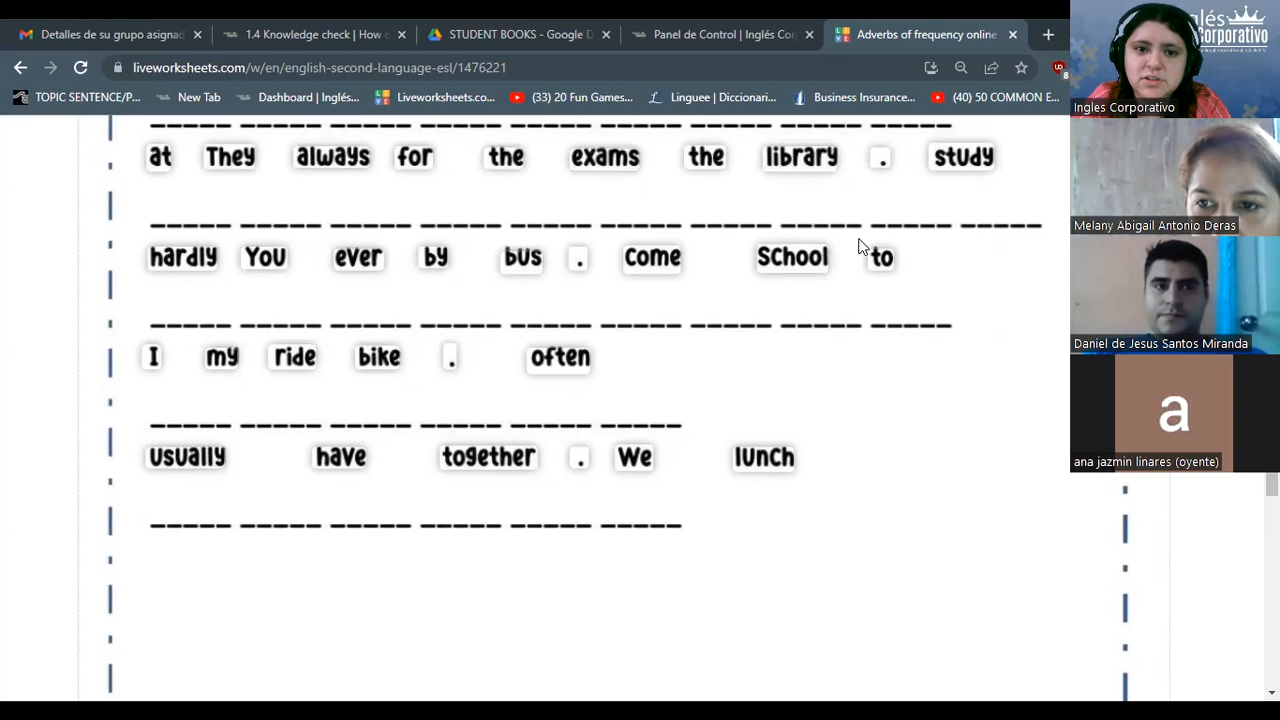 Detalles de su grupo asignad
1.4 Knowledge check | How c
STUDENT BOOKS - Google D
Panel de Control | Inglés Cor
Adverbs of frequency online
liveworksheets.com/w/en/english-second-language-esl/1476221
TOPIC SENTENCE/P...
New Tab
Dashboard | Inglés...
Liveworksheets.co...
(33) 20 Fun Games...
Linguee | Diccionari...
Business Insurance...
(40) 50 COMMON E...
at They always for the exams the library . study
hardly You ever by bus . come school to
I my ride bike . often
usually have together . We lunch
glés
Corporativo
Ingles Corporativo
Melany Abigail Antonio Deras
Daniel de Jesus Santos Miranda
a
ana jazmin linares (oyente)